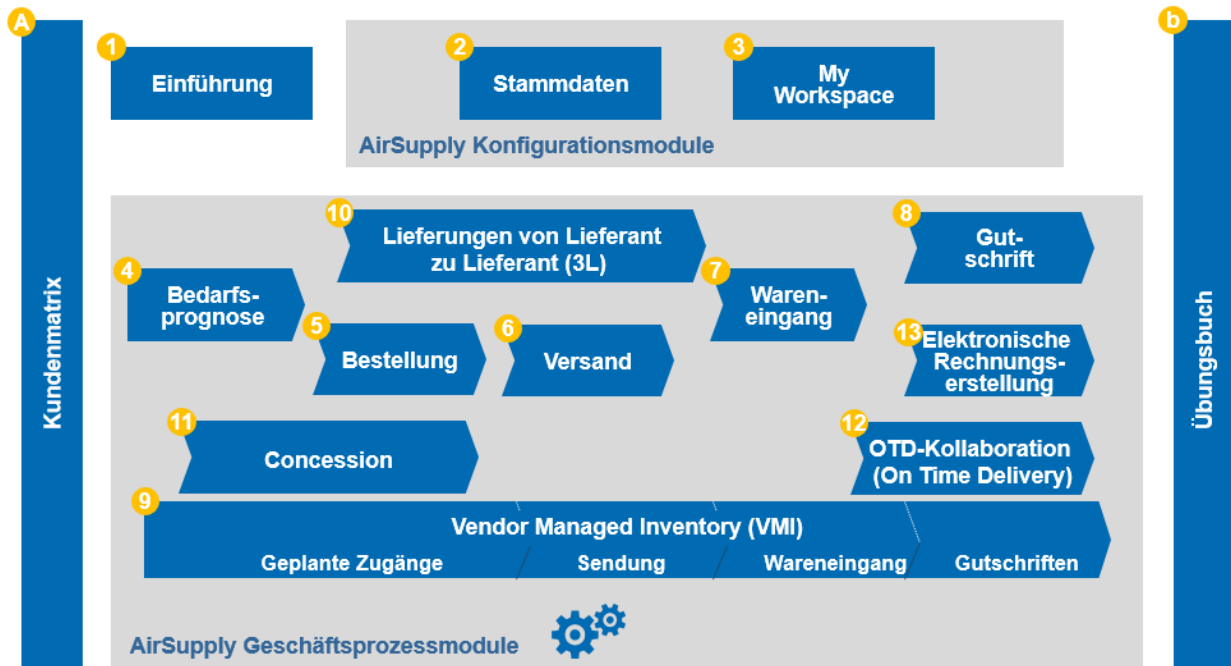 A
Kundenmatrix
1
Einführung
2
Stammdaten
3
My
Workspace
AirSupply Konfigurationsmodule
b
Übungsbuch
10
Lieferungen von Lieferant
zu Lieferant (3L)
8
Gut-
schrift
4
Bedarfs-
prognose
7
Waren-
eingang
5
Bestellung
6
Versand
13
Elektronische
Rechnungs-
erstellung
11
Concession
12
OTD-Kollaboration
(On Time Delivery)
9
Vendor Managed Inventory (VMI)
Geplante Zugänge
Sendung
Wareneingang
Gutschriften
AirSupply Geschäftsprozessmodule